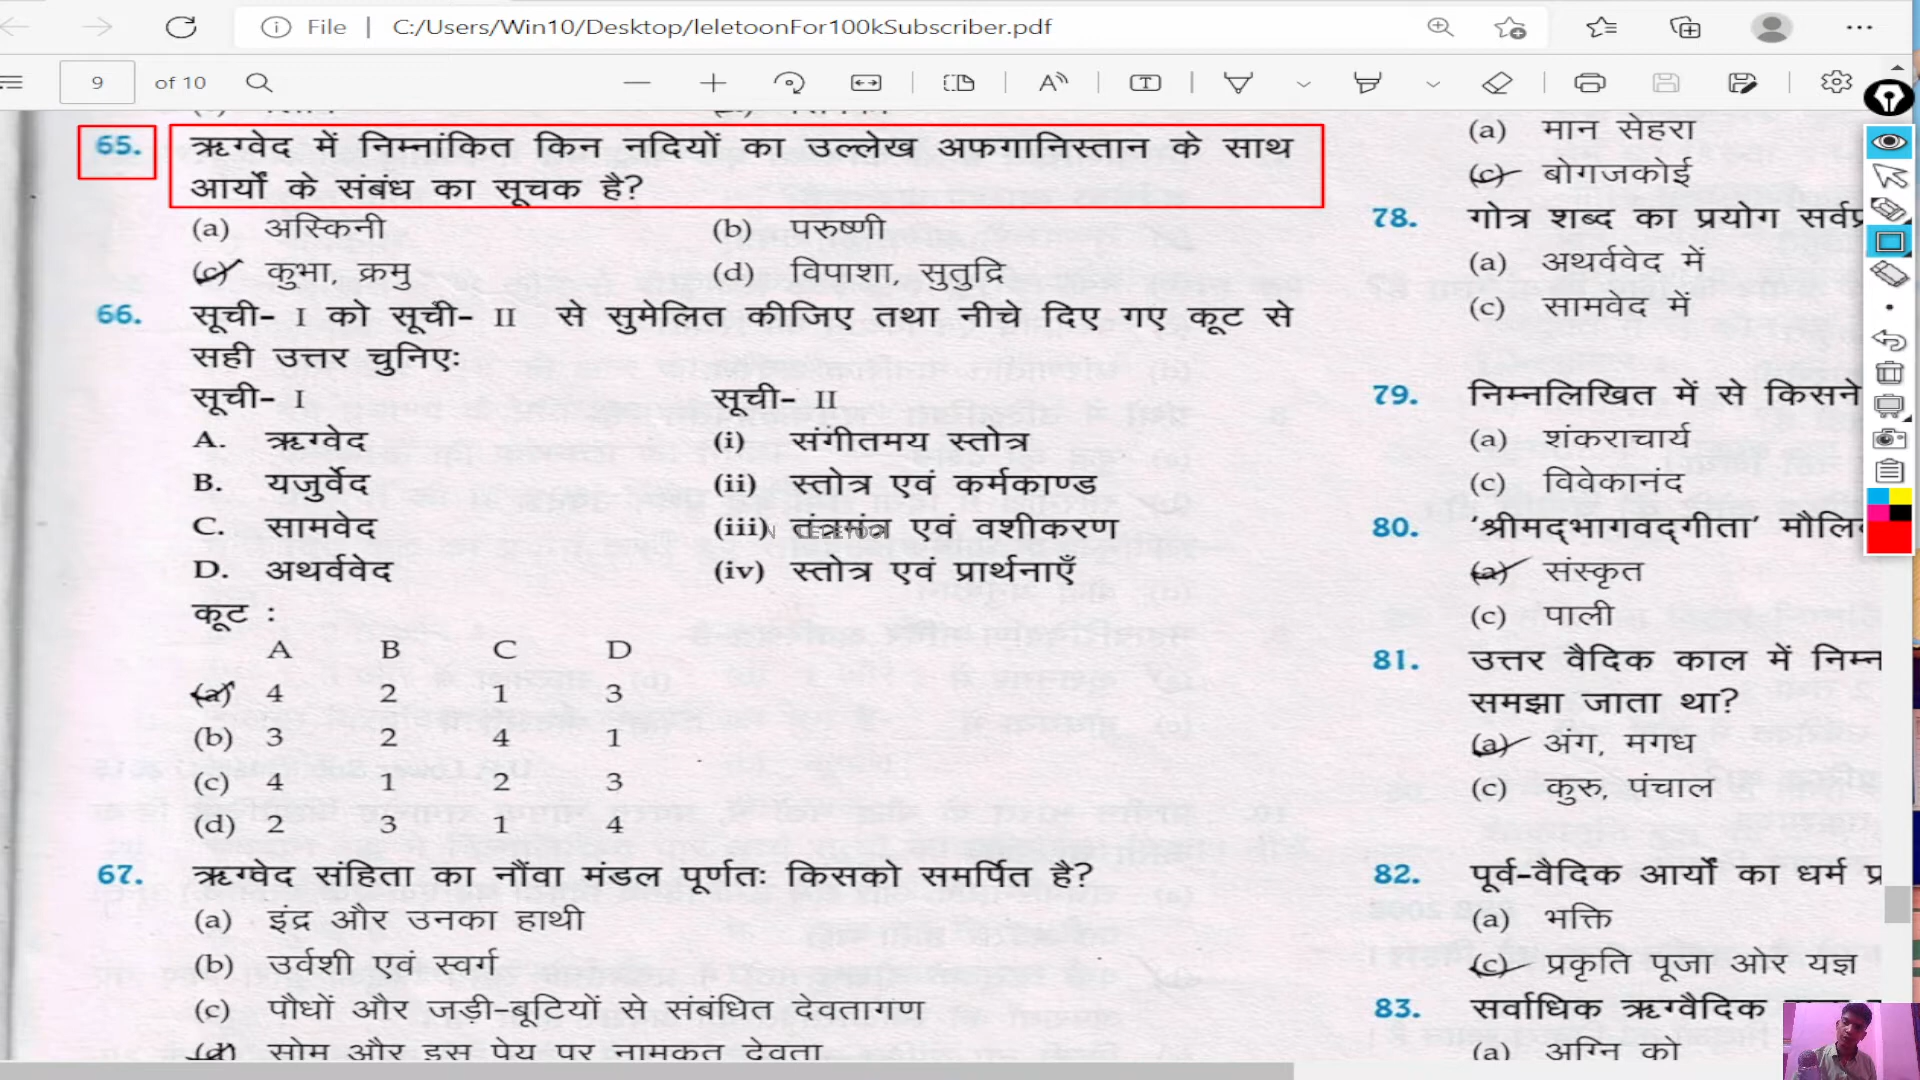 File | C:/Users/Win10/Desktop/leletoonFor100kSubscriber.pdf
9 of 10
65. ऋग्वेद में निम्नांकित किन नदियों का उल्लेख अफगानिस्तान के साथ
आर्यों के संबंध का सूचक है?
(a) अस्किनी (b) परुष्णी
(c) कुभा, क्रमु (d) विपाशा, सुतुद्रि
66. सूची- I को सूची- II से सुमेलित कीजिए तथा नीचे दिए गए कूट से
सही उत्तर चुनिएः
सूची- I सूची- II
A. ऋग्वेद (i) संगीतमय स्तोत्र
B. यजुर्वेद (ii) स्तोत्र एवं कर्मकाण्ड
C. सामवेद (iii) तंत्रमंत्र एवं वशीकरण
N LELETOON
D. अथर्ववेद (iv) स्तोत्र एवं प्रार्थनाएँ
कूट :
A B C D
(a) 4 2 1 3
(b) 3 2 4 1
(c) 4 1 2 3
(d) 2 3 1 4
67. ऋग्वेद संहिता का नौंवा मंडल पूर्णतः किसको समर्पित है?
(a) इंद्र और उनका हाथी
(b) उर्वशी एवं स्वर्ग
(c) पौधों और जड़ी-बूटियों से संबंधित देवतागण
(d) सोम और इस पेय पर नामकृत देवता
(a) मान सेहरा
(c) बोगजकोई
78. गोत्र शब्द का प्रयोग सर्वप्र
(a) अथर्ववेद में
(c) सामवेद में
79. निम्नलिखित में से किसने
(a) शंकराचार्य
(c) विवेकानंद
80. 'श्रीमद्भागवद्गीता' मौलि
(a) संस्कृत
(c) पाली
81. उत्तर वैदिक काल में निम्न
समझा जाता था?
(a) अंग, मगध
(c) कुरु, पंचाल
82. पूर्व-वैदिक आर्यों का धर्म प्र
(a) भक्ति
(c) प्रकृति पूजा ओर यज्ञ
83. सर्वाधिक ऋग्वैदिक
(a) अग्नि को